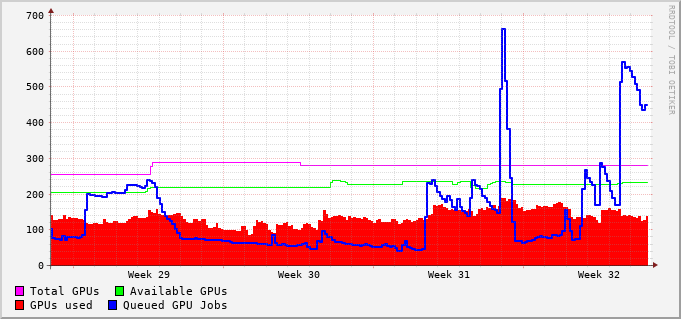 700
600
500
400
300
200
100
0
Week 29 Week 30 Week 31 Week 32
Total GPUs Available GPUs
GPUs used Queued GPU Jobs
RRDTOOL / TOBI OETIKER